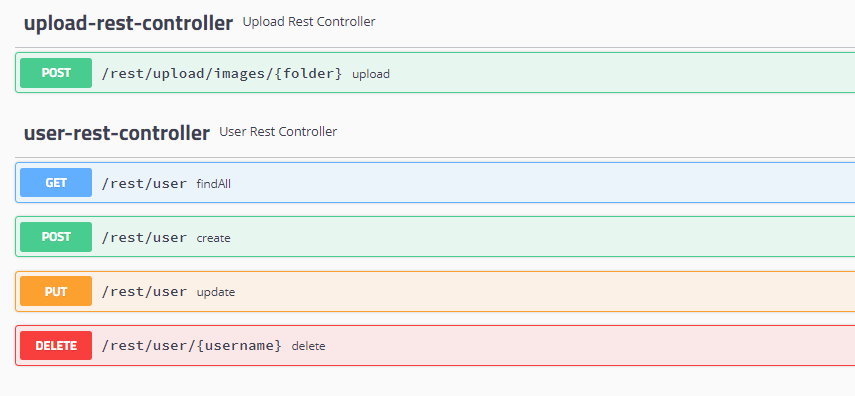 upload-rest-controller Upload Rest Controller
POST /rest/upload/images/{folder} upload
user-rest-controller User Rest Controller
GET /rest/user findAll
POST /rest/user create
PUT /rest/user update
DELETE /rest/user/{username} delete